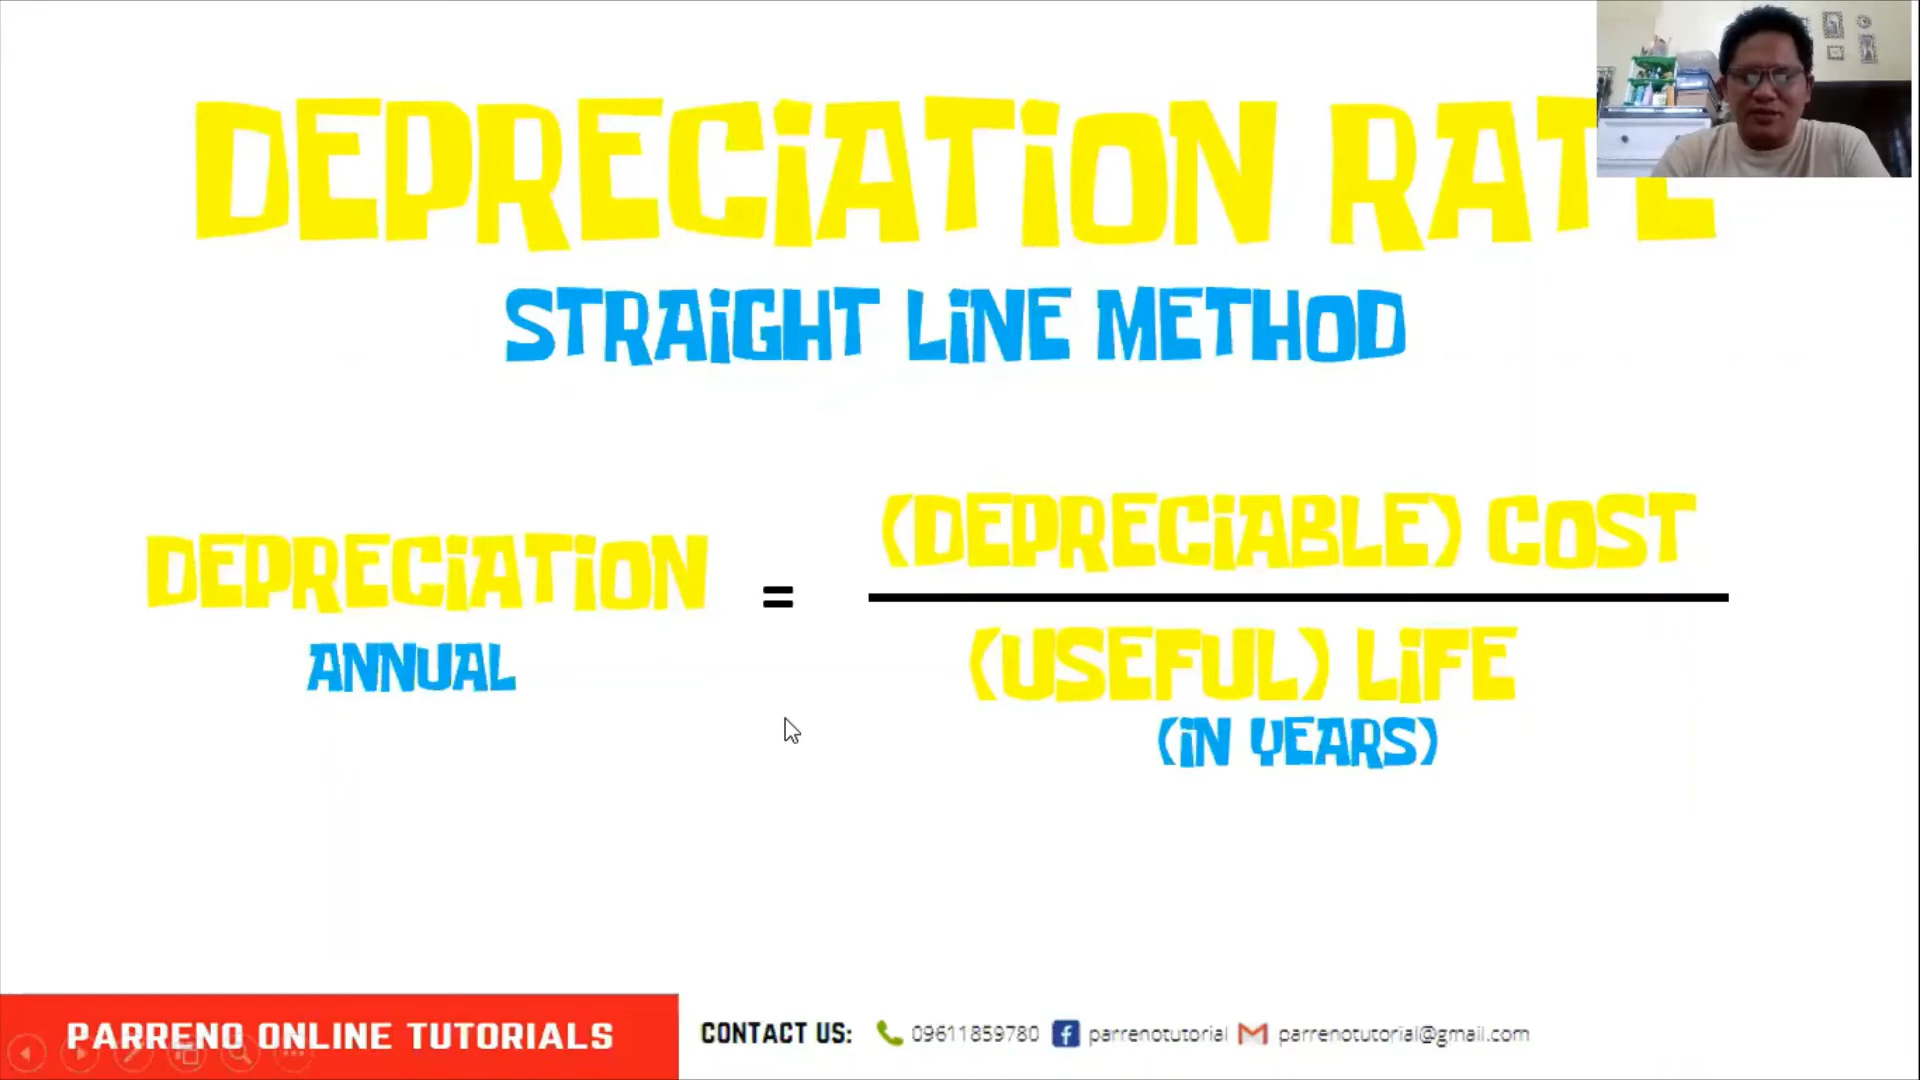 DEPRECIATION RATE
STRAIGHT LINE METHOD
DEPRECIATION
ANNUAL
=
(DEPRECIABLE) COST
(USEFUL) LIFE
(IN YEARS)
PARRENO ONLINE TUTORIALS
CONTACT US: 09611859780 parrenotutorial parrenotutorial@gmail.com